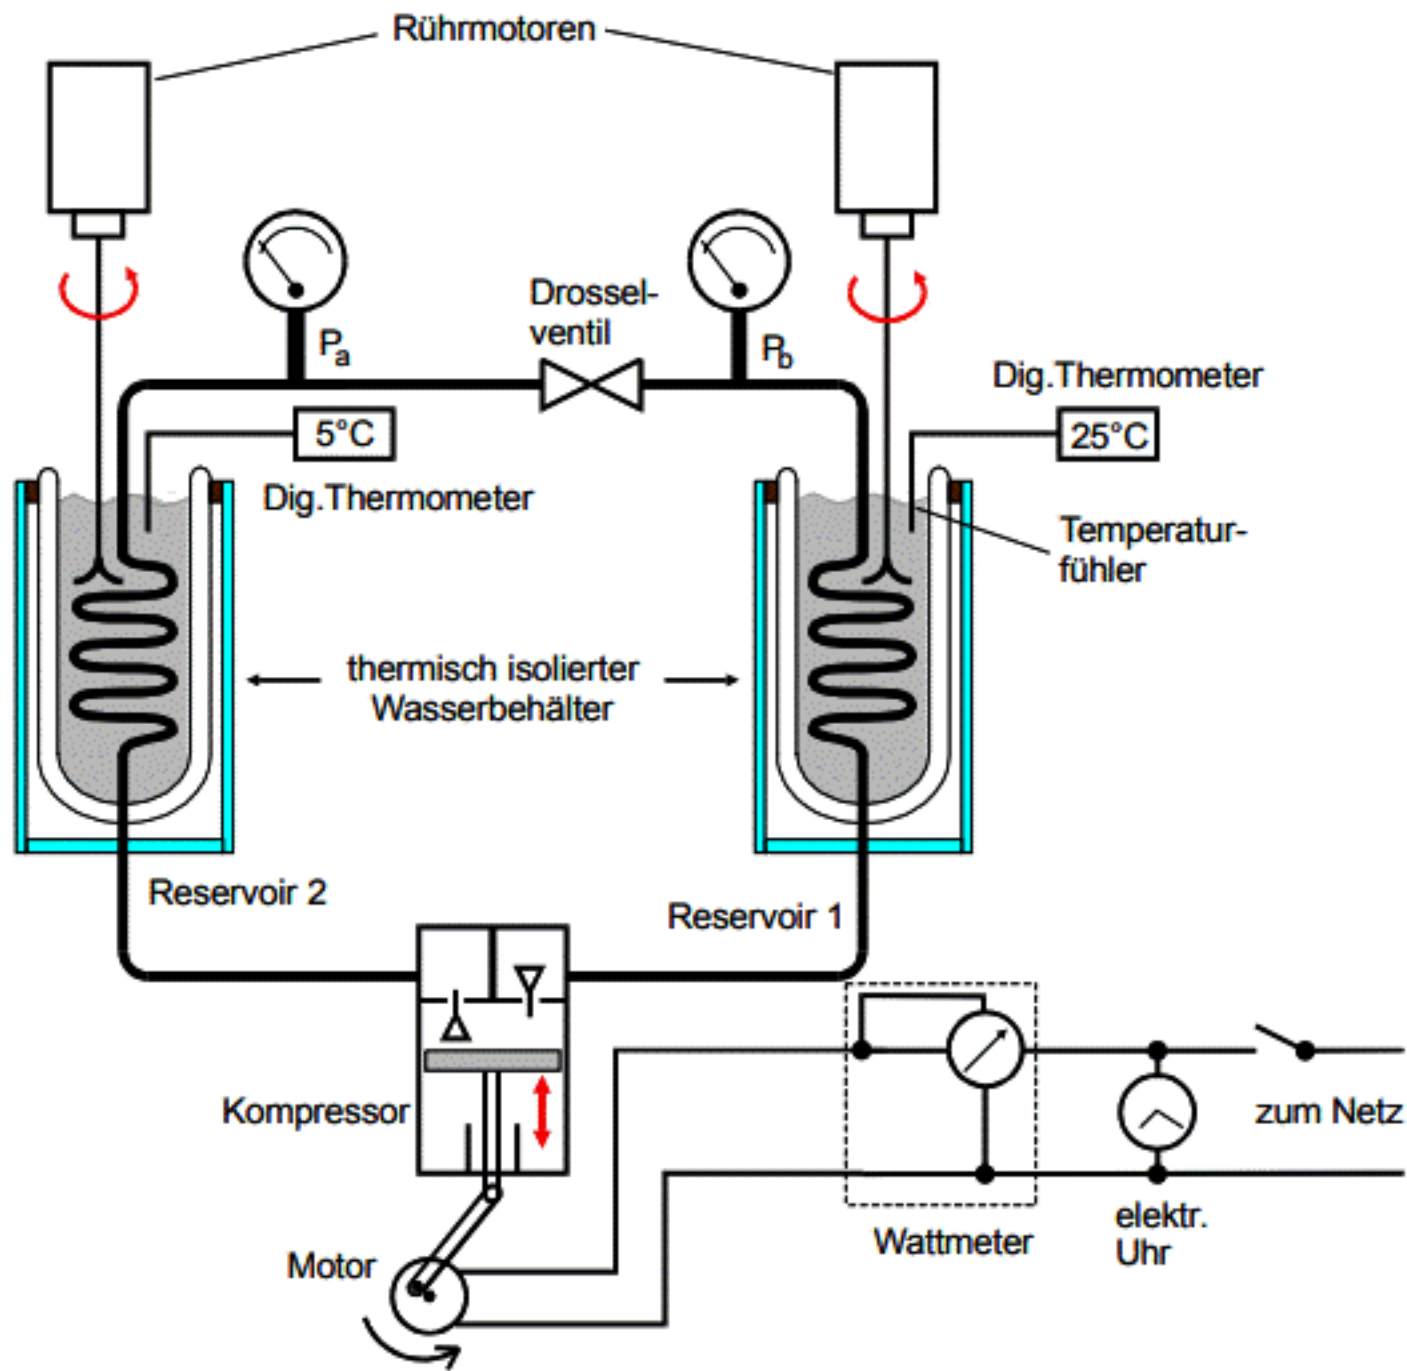 Rührmotoren
Drossel-
ventil
Pa
Pb
Dig.Thermometer
5°C
25°C
Dig.Thermometer
Temperatur-
fühler
thermisch isolierter
Wasserbehälter
Reservoir 2
Reservoir 1
Kompressor
zum Netz
Wattmeter
elektr.
Uhr
Motor